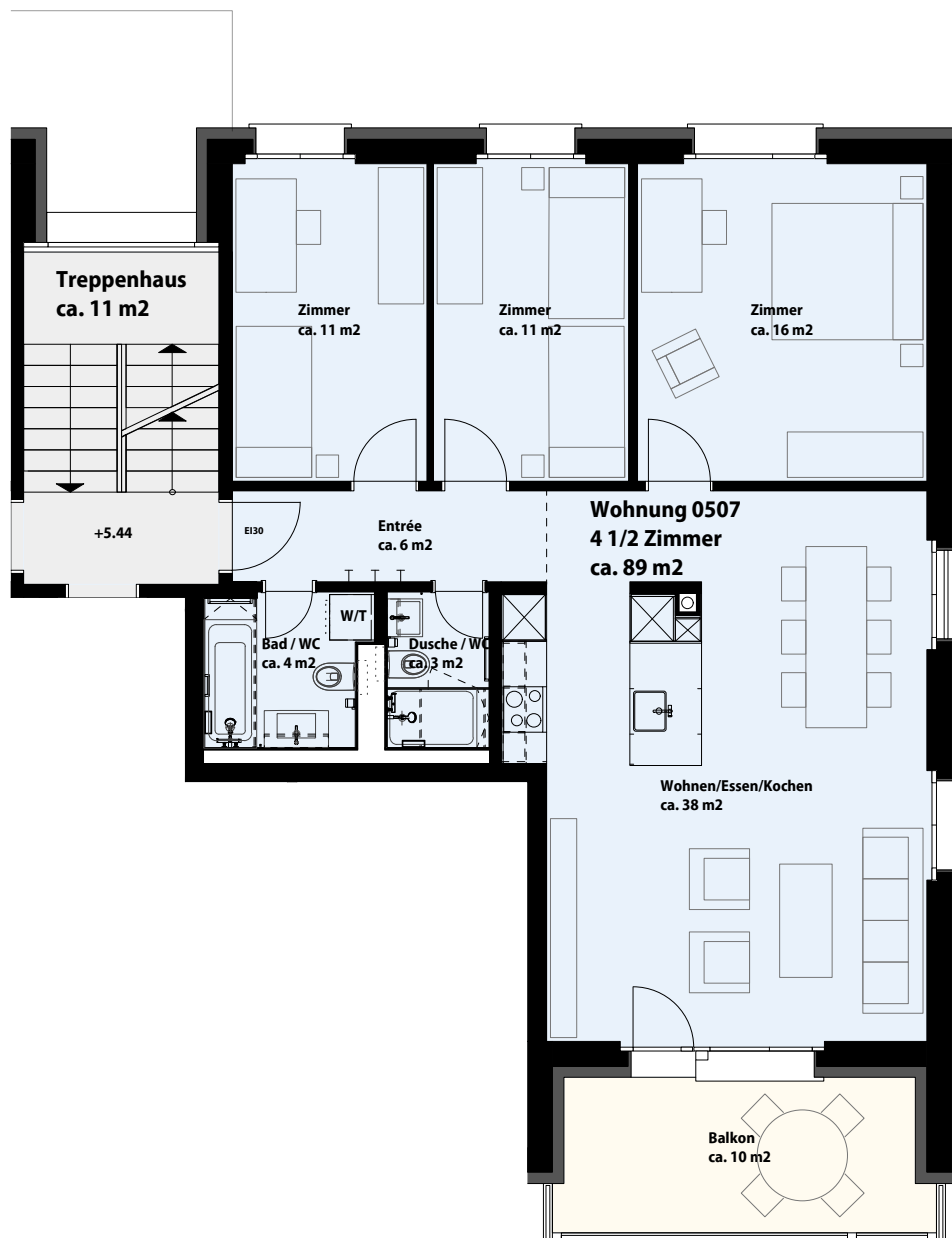 Treppenhaus
ca. 11 m2
Zimmer
ca. 11 m2
Zimmer
ca. 11 m2
Zimmer
ca. 16 m2
+5.44
EI30
Entrée
ca. 6 m2
Wohnung 0507
4 1/2 Zimmer
ca. 89 m2
W/T
Bad / WC
ca. 4 m2
Dusche / WC
ca. 3 m2
Wohnen/Essen/Kochen
ca. 38 m2
Balkon
ca. 10 m2